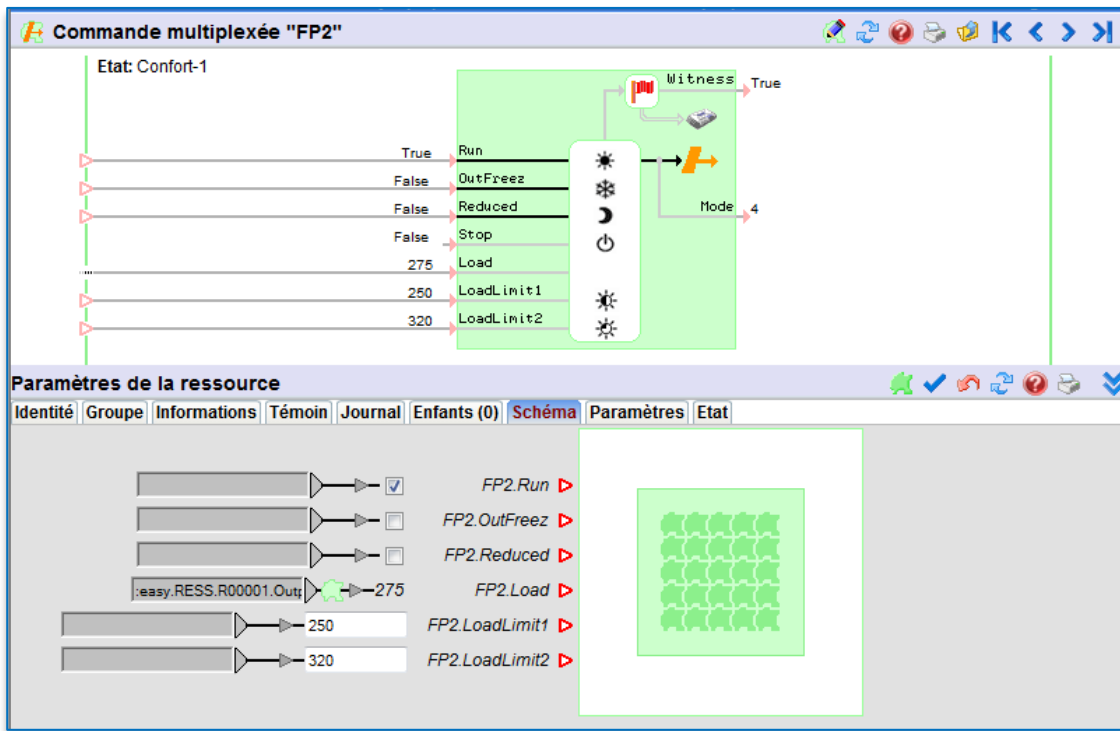 Commande multiplexée "FP2"
Etat: Confort-1
Witness True
True Run
False OutFreez
False Reduced Mode 4
False Stop
275 Load
250 LoadLimit1
320 LoadLimit2
Paramètres de la ressource
Identité Groupe Informations Témoin Journal Enfants (0) Schéma Paramètres Etat
FP2.Run
FP2.OutFreez
FP2.Reduced
:easy.RESS.R00001.Outp 275 FP2.Load
250 FP2.LoadLimit1
320 FP2.LoadLimit2